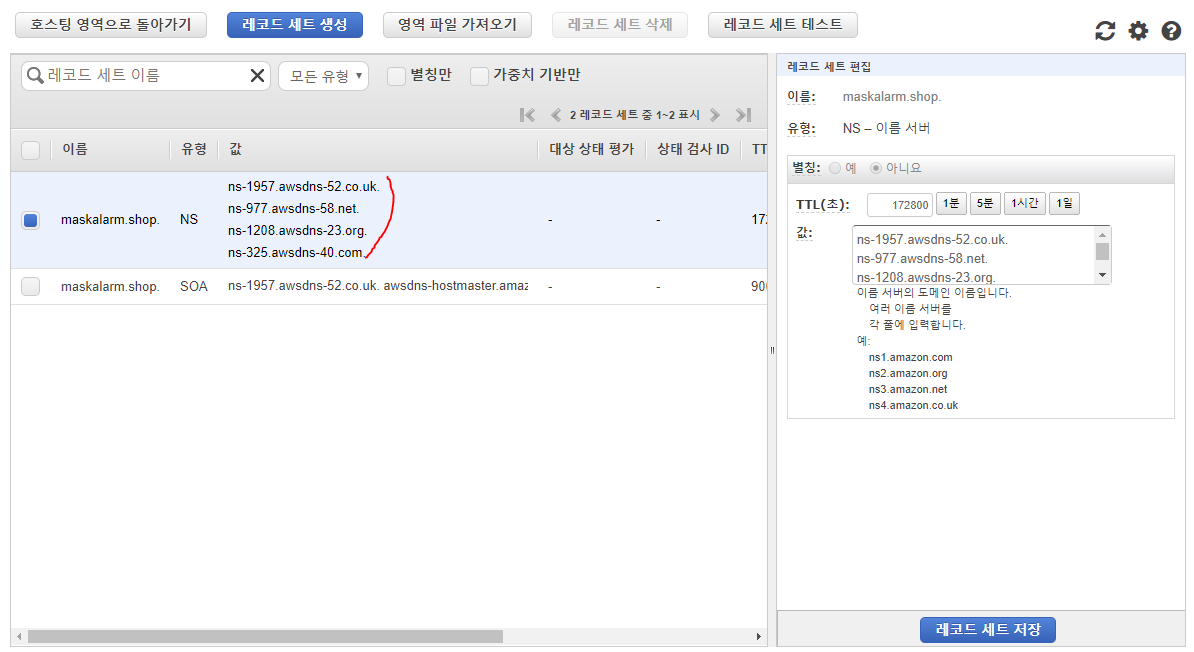 호스팅 영역으로 돌아가기 레코드 세트 생성 영역 파일 가져오기 레코드 세트 삭제 레코드 세트 테스트
레코드 세트 이름 모든 유형 별칭만 가중치 기반만
2 레코드 세트 중 1~2 표시
이름 유형 값 대상 상태 평가 상태 검사 ID TT
maskalarm.shop. NS
ns-1957.awsdns-52.co.uk.
ns-977.awsdns-58.net.
ns-1208.awsdns-23.org.
ns-325.awsdns-40.com.
- - 172
maskalarm.shop. SOA ns-1957.awsdns-52.co.uk. awsdns-hostmaster.amaz - - 900
레코드 세트 편집
이름: maskalarm.shop.
유형: NS – 이름 서버
별칭: 예 아니요
TTL(초): 172800 1분 5분 1시간 1일
값:
ns-1957.awsdns-52.co.uk.
ns-977.awsdns-58.net.
ns-1208.awsdns-23.org.
이름 서버의 도메인 이름입니다.
여러 이름 서버를
각 줄에 입력합니다.
예:
ns1.amazon.com
ns2.amazon.org
ns3.amazon.net
ns4.amazon.co.uk
레코드 세트 저장